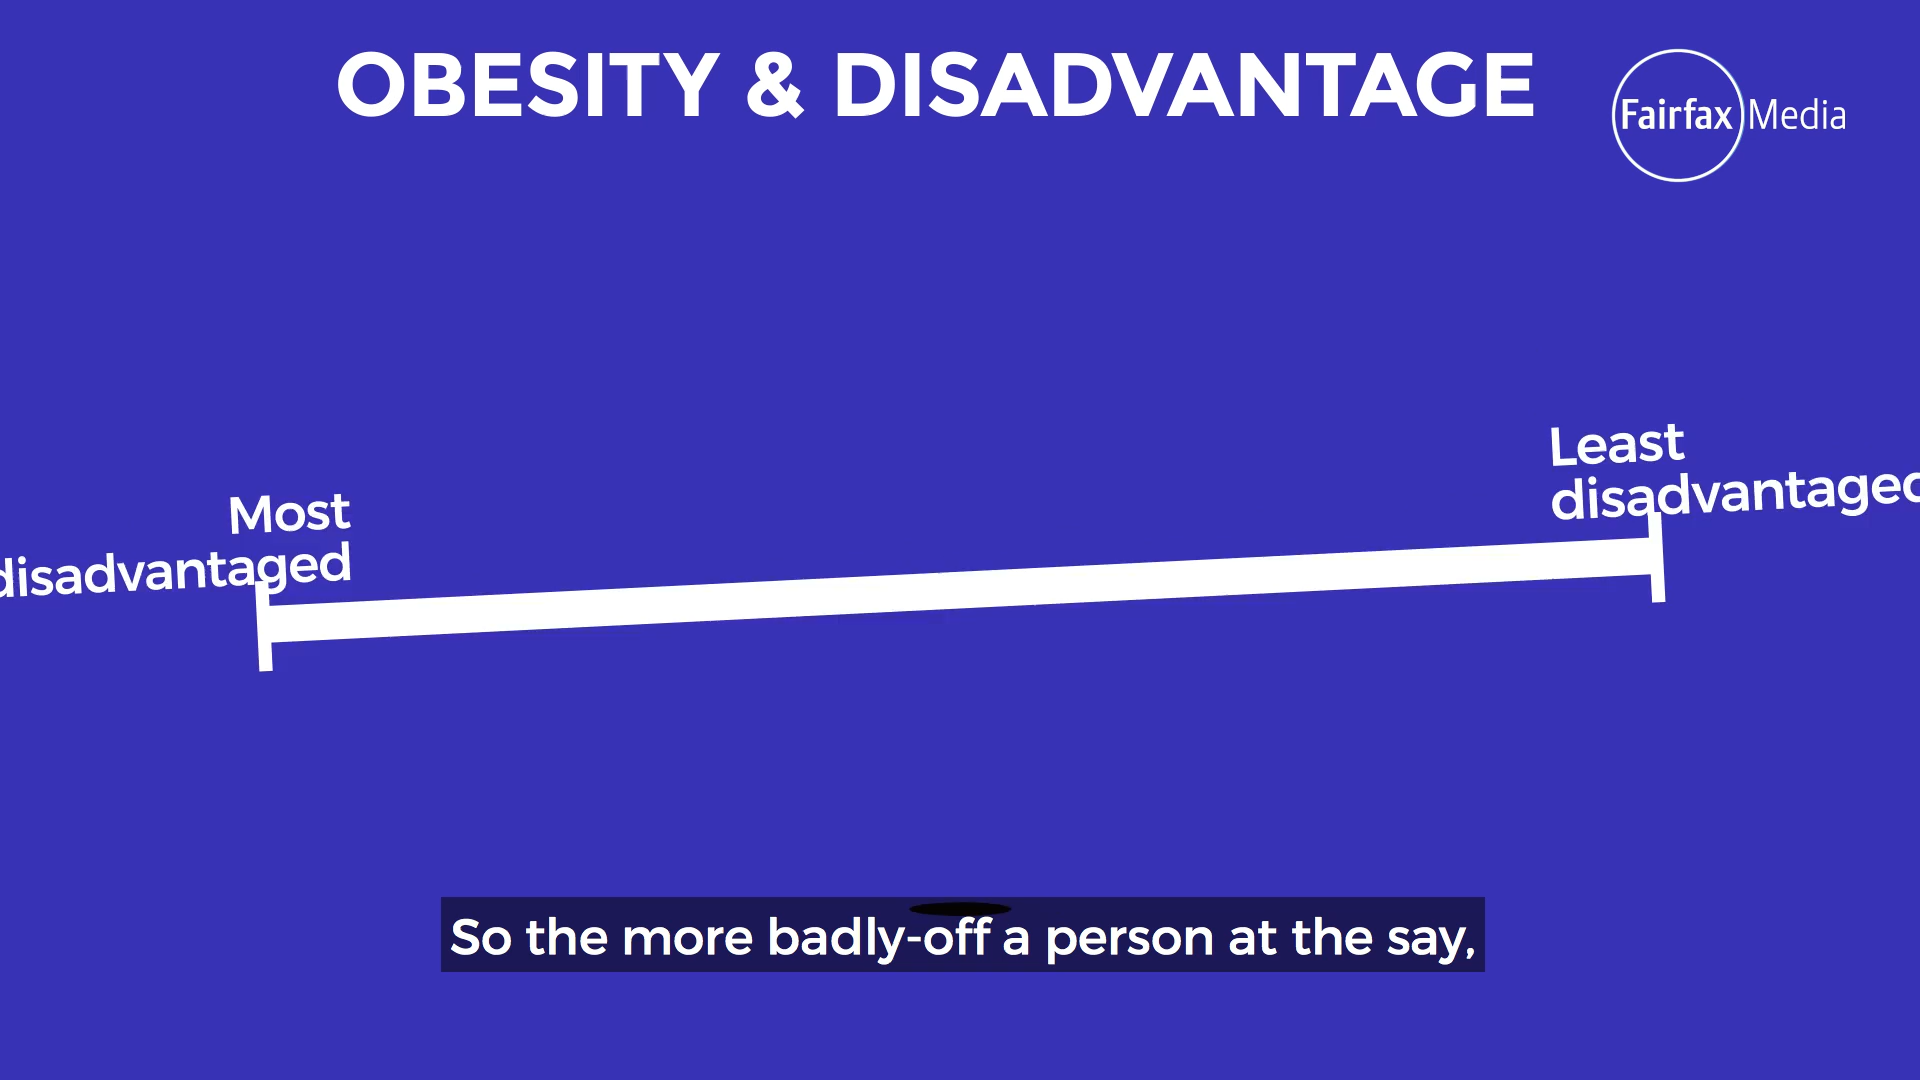 OBESITY & DISADVANTAGE
Fairfax Media
Least
disadvantaged
Most
disadvantaged
So the more badly-off a person at the say,